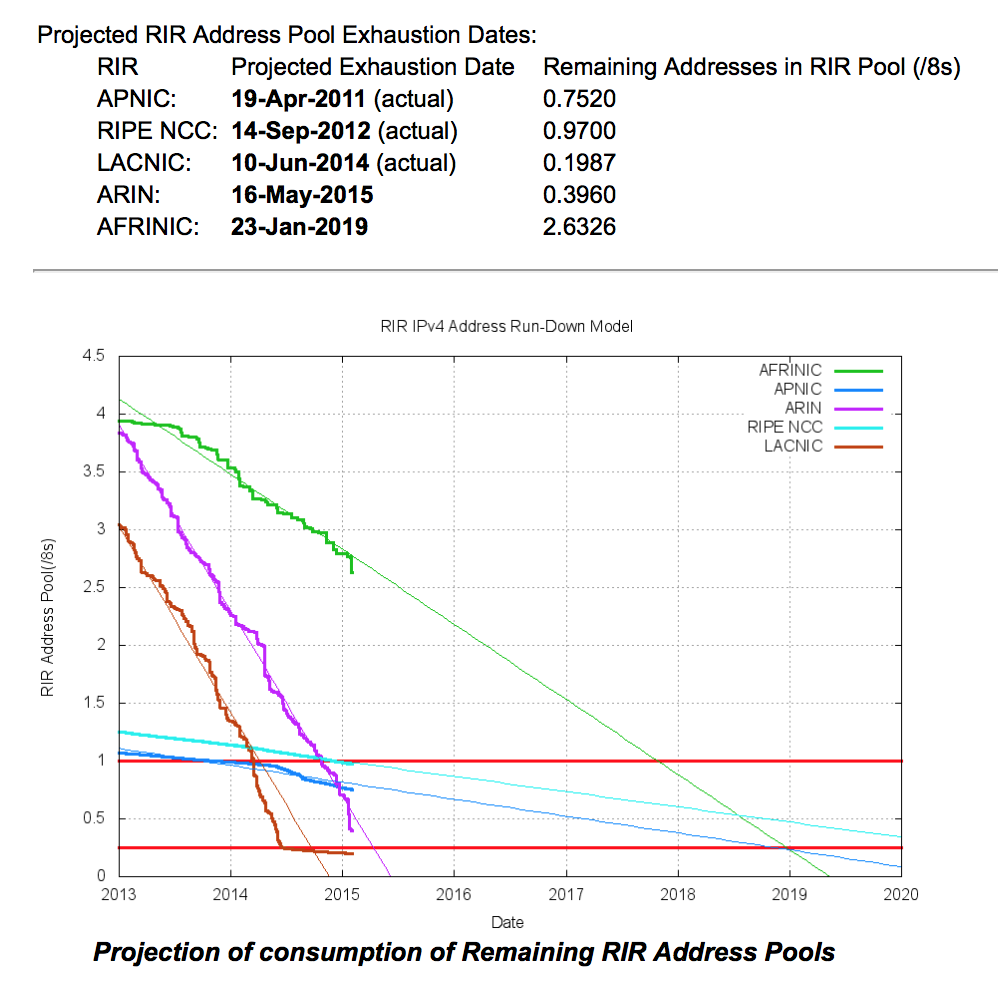 Projected RIR Address Pool Exhaustion Dates:
RIR Projected Exhaustion Date Remaining Addresses in RIR Pool (/8s)
APNIC: 19-Apr-2011 (actual) 0.7520
RIPE NCC: 14-Sep-2012 (actual) 0.9700
LACNIC: 10-Jun-2014 (actual) 0.1987
ARIN: 16-May-2015 0.3960
AFRINIC: 23-Jan-2019 2.6326
RIR IPv4 Address Run-Down Model
4.5
AFRINIC
APNIC
ARIN
RIPE NCC
LACNIC
4
3.5
3
2.5
2
1.5
1
0.5
0
RIR Address Pool(/8s)
2013 2014 2015 2016 2017 2018 2019 2020
Date
Projection of consumption of Remaining RIR Address Pools